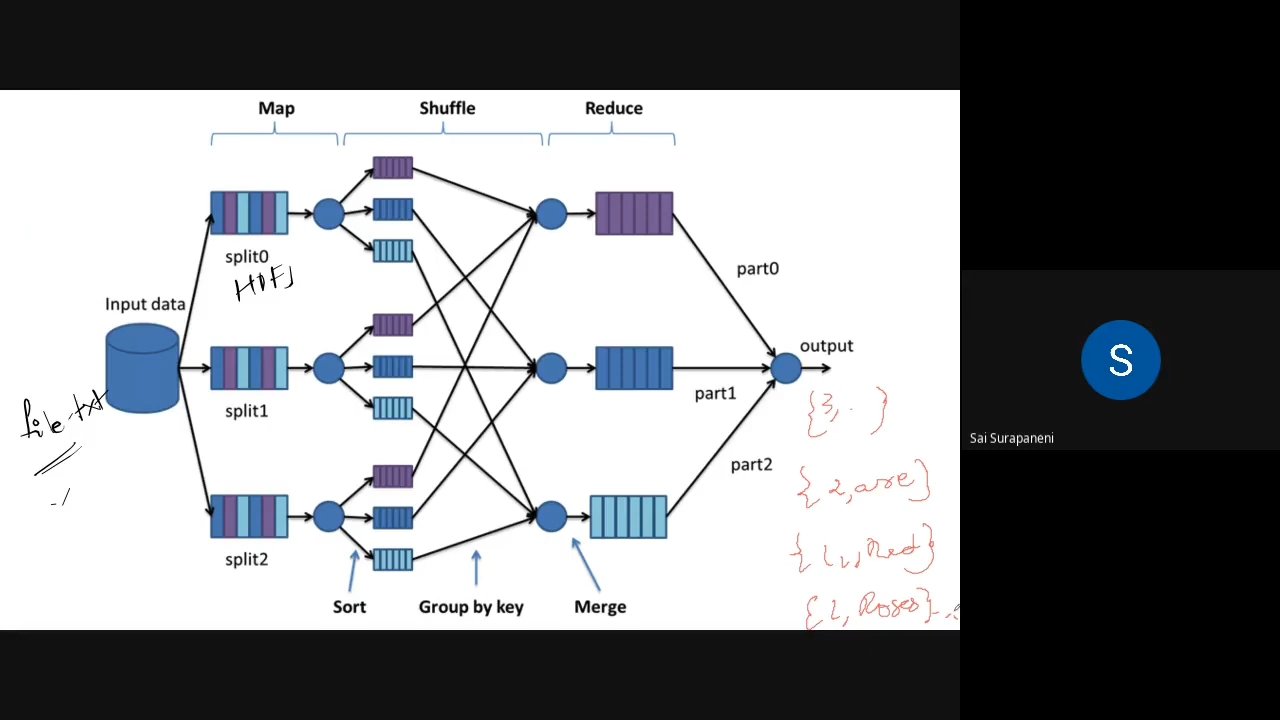 Map Shuffle Reduce
split0
HDFS
part0
Input data
output
file.txt
split1
part1
{3, . }
S
Sai Surapaneni
part2
{2, are}
split2
{1, Red}
Sort Group by key Merge
{1, Roses}